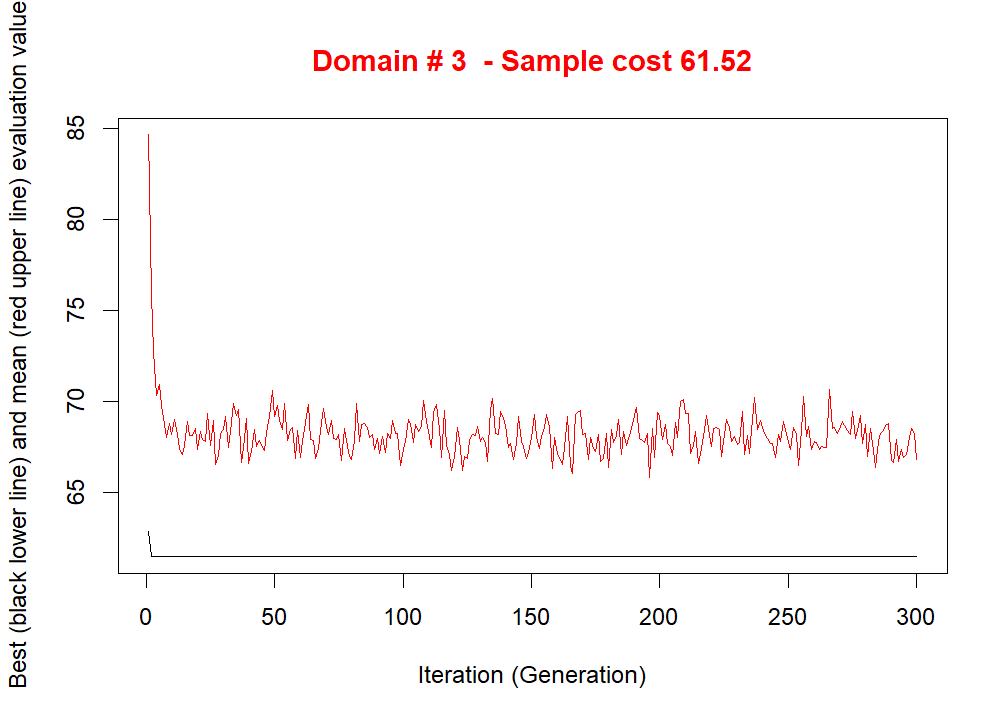 Domain # 3  - Sample cost 61.52
Best (black lower line) and mean (red upper line) evaluation value
85
80
75
70
65
0 50 100 150 200 250 300
Iteration (Generation)